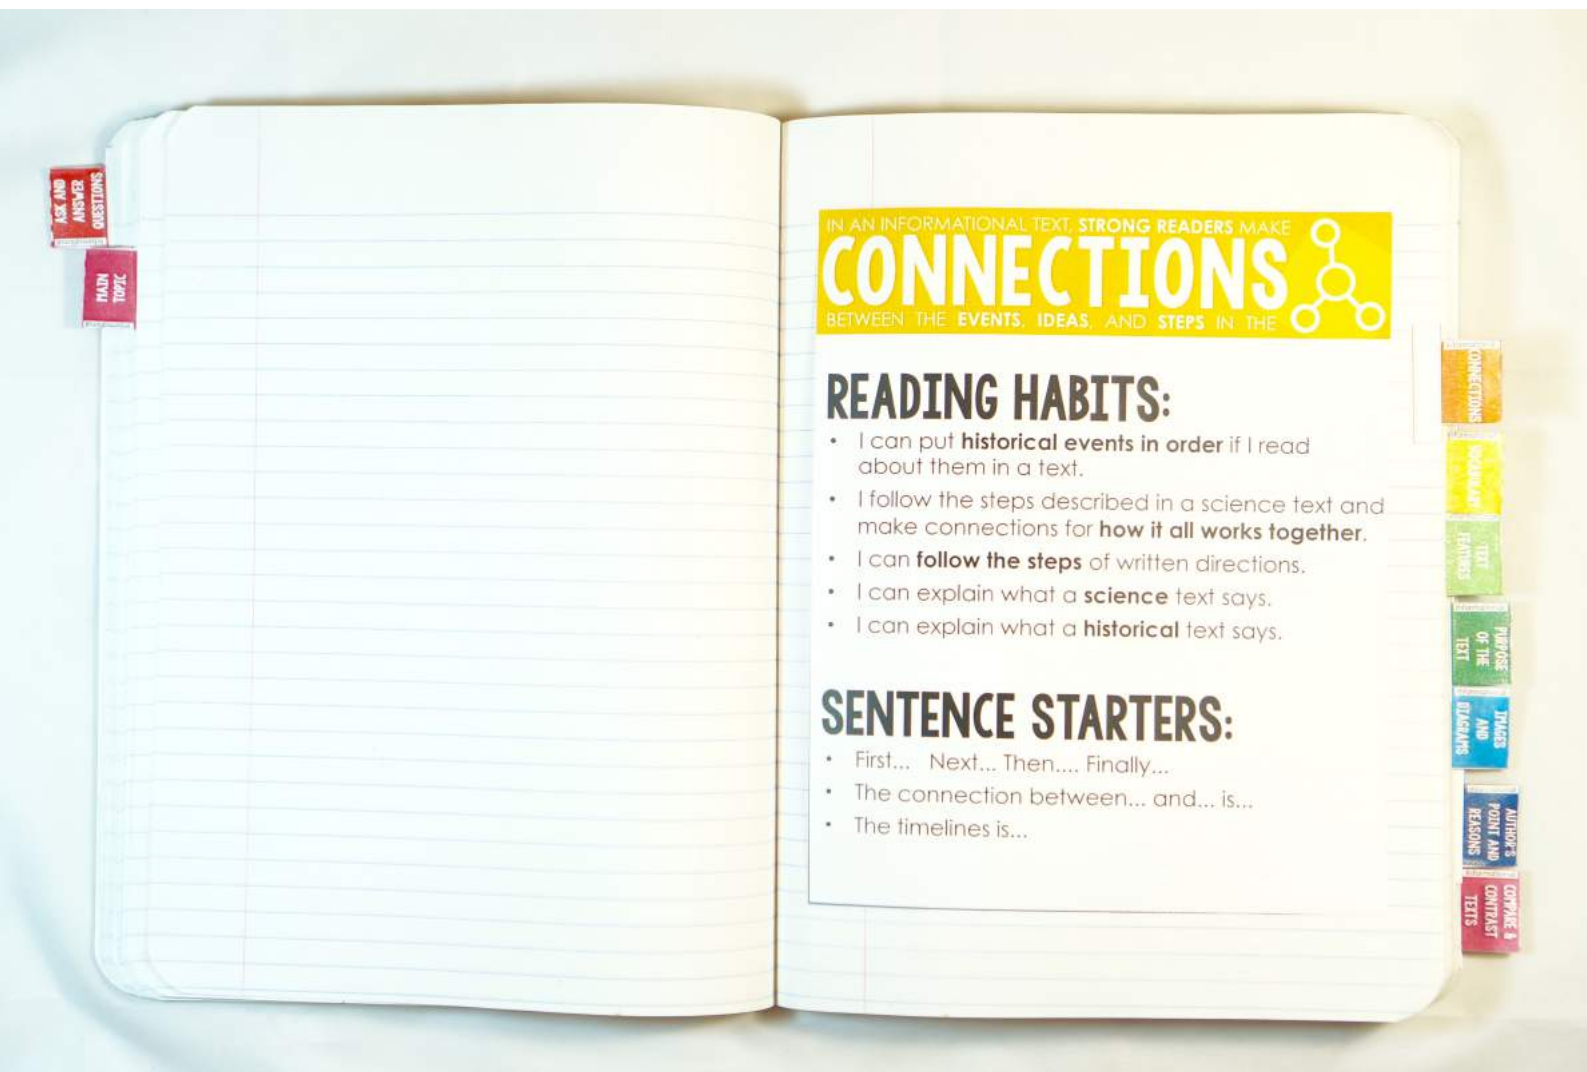 ASK AND
ANSWER
QUESTIONS
MAIN
TOPIC
IN AN INFORMATIONAL TEXT, STRONG READERS MAKE
CONNECTIONS
BETWEEN THE EVENTS, IDEAS, AND STEPS IN THE
READING HABITS:
• I can put historical events in order if I read
about them in a text.
• I follow the steps described in a science text and
make connections for how it all works together.
• I can follow the steps of written directions.
• I can explain what a science text says.
• I can explain what a historical text says.
SENTENCE STARTERS:
• First... Next... Then.... Finally...
• The connection between... and... is...
• The timelines is...
CONNECTIONS
VOCABULARY
TEXT
FEATURES
Informational
PURPOSE
OF THE
TEXT
Informational
IMAGES
AND
DIAGRAMS
Informational
AUTHOR'S
POINT AND
REASONS
Informational
COMPARE &
CONTRAST
TEXTS